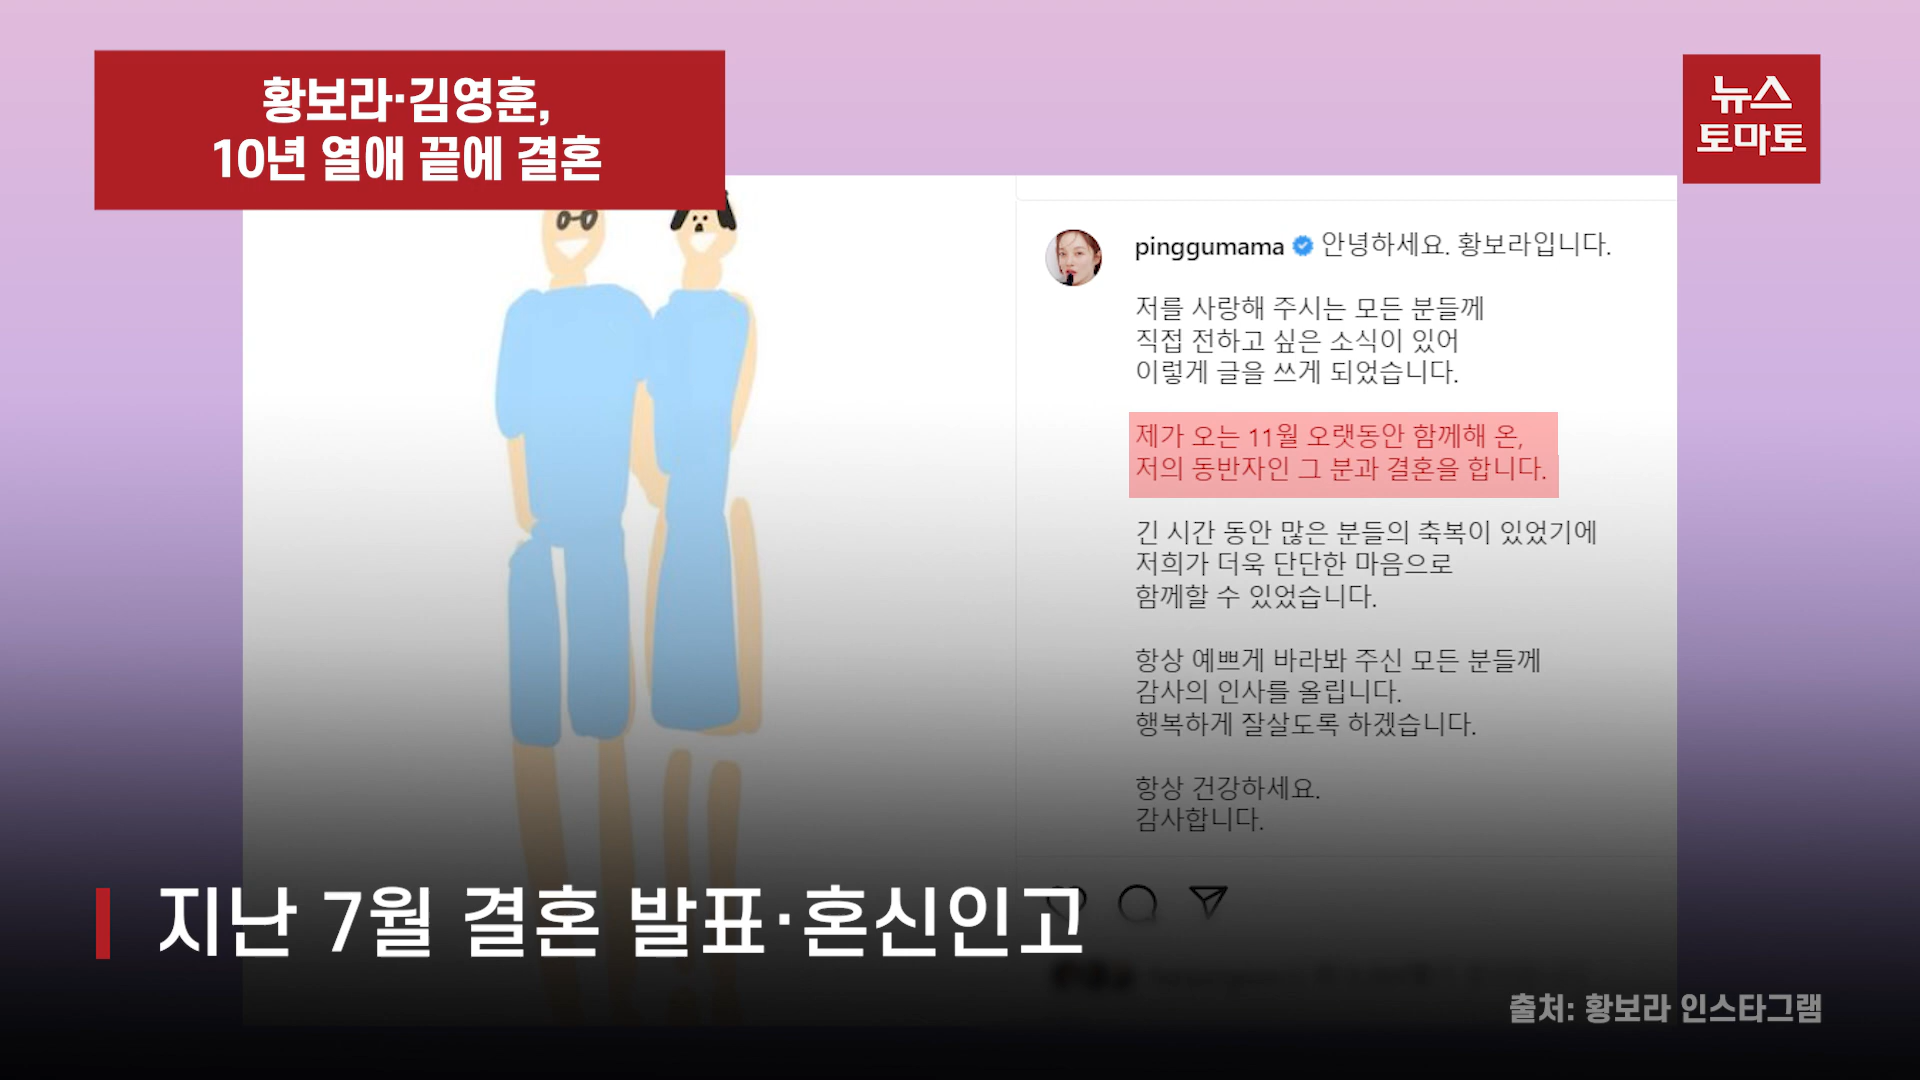 황보라·김영훈,
10년 열애 끝에 결혼
뉴스
토마토
pinggumama 안녕하세요. 황보라입니다.
저를 사랑해 주시는 모든 분들께
직접 전하고 싶은 소식이 있어
이렇게 글을 쓰게 되었습니다.
제가 오는 11월 오랫동안 함께해 온,
저의 동반자인 그 분과 결혼을 합니다.
긴 시간 동안 많은 분들의 축복이 있었기에
저희가 더욱 단단한 마음으로
함께할 수 있었습니다.
항상 예쁘게 바라봐 주신 모든 분들께
감사의 인사를 올립니다.
행복하게 잘살도록 하겠습니다.
항상 건강하세요.
감사합니다.
지난 7월 결혼 발표·혼신인고
출처: 황보라 인스타그램